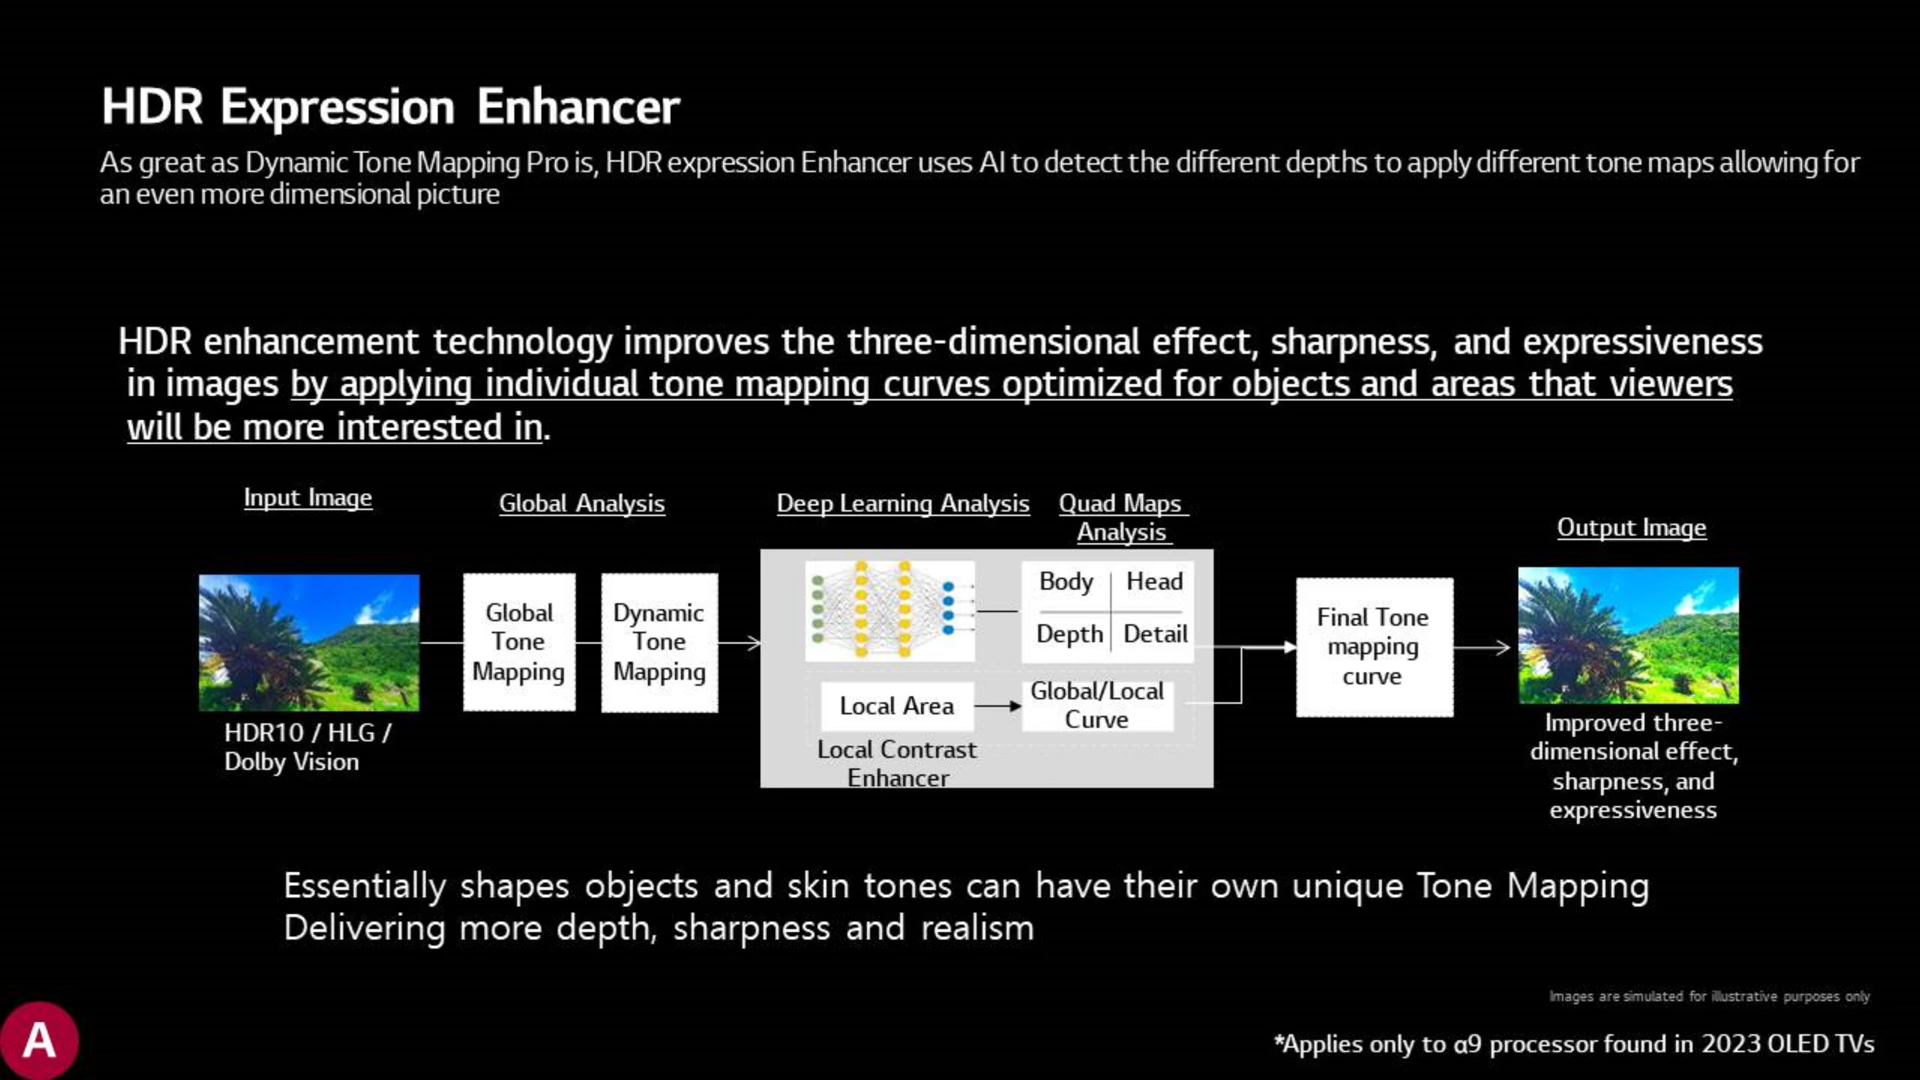 HDR Expression Enhancer
As great as Dynamic Tone Mapping Pro is, HDR expression Enhancer uses AI to detect the different depths to apply different tone maps allowing for
an even more dimensional picture
HDR enhancement technology improves the three-dimensional effect, sharpness, and expressiveness
in images by applying individual tone mapping curves optimized for objects and areas that viewers
will be more interested in.
Input Image
Global Analysis
Deep Learning Analysis
Quad Maps
Analysis
Output Image
Global
Tone
Mapping
Dynamic
Tone
Mapping
Body
Head
Depth
Detail
Local Area
Global/Local
Curve
Local Contrast
Enhancer
Final Tone
mapping
curve
HDR10 / HLG /
Dolby Vision
Improved three-
dimensional effect,
sharpness, and
expressiveness
Essentially shapes objects and skin tones can have their own unique Tone Mapping
Delivering more depth, sharpness and realism
Images are simulated for illustrative purposes only
A
*Applies only to α9 processor found in 2023 OLED TVs